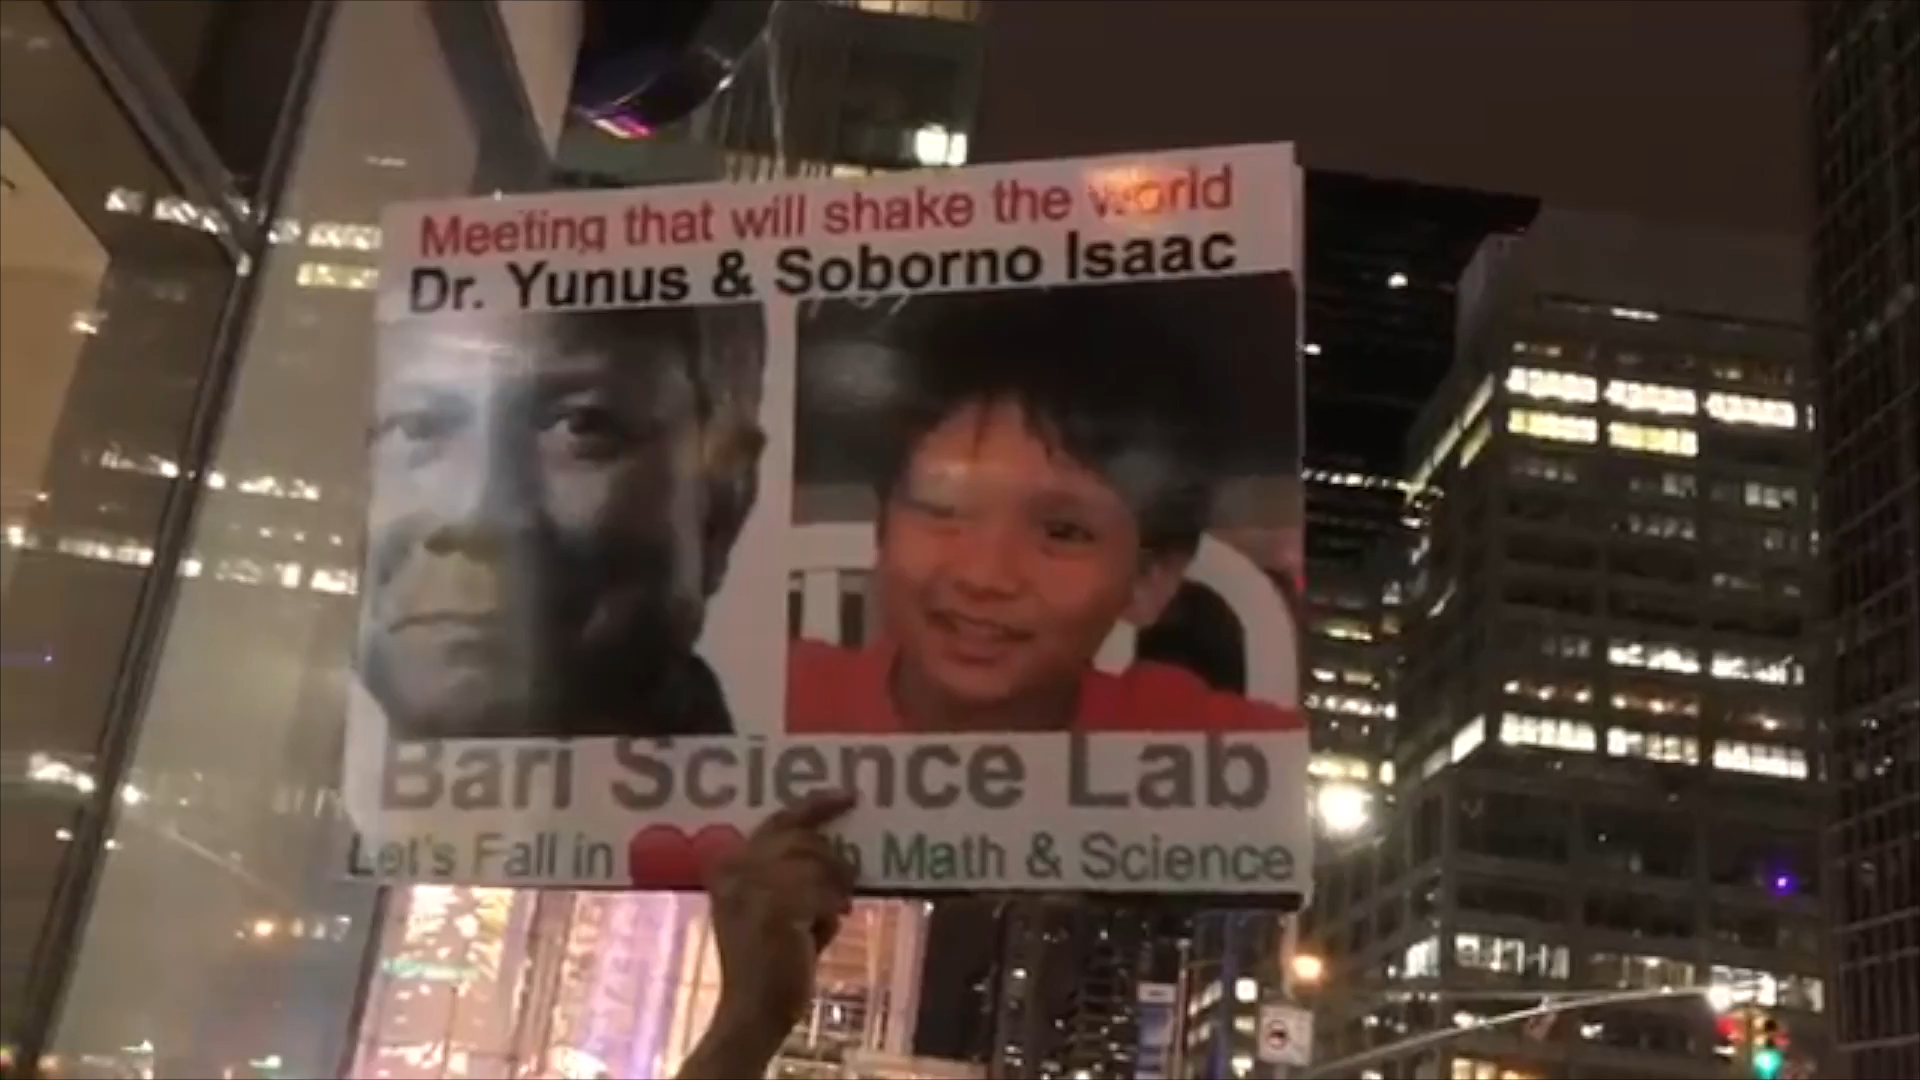 Meeting that will shake the world
Dr. Yunus & Soborno Isaac
Bari Science Lab
Let's Fall in Math & Science